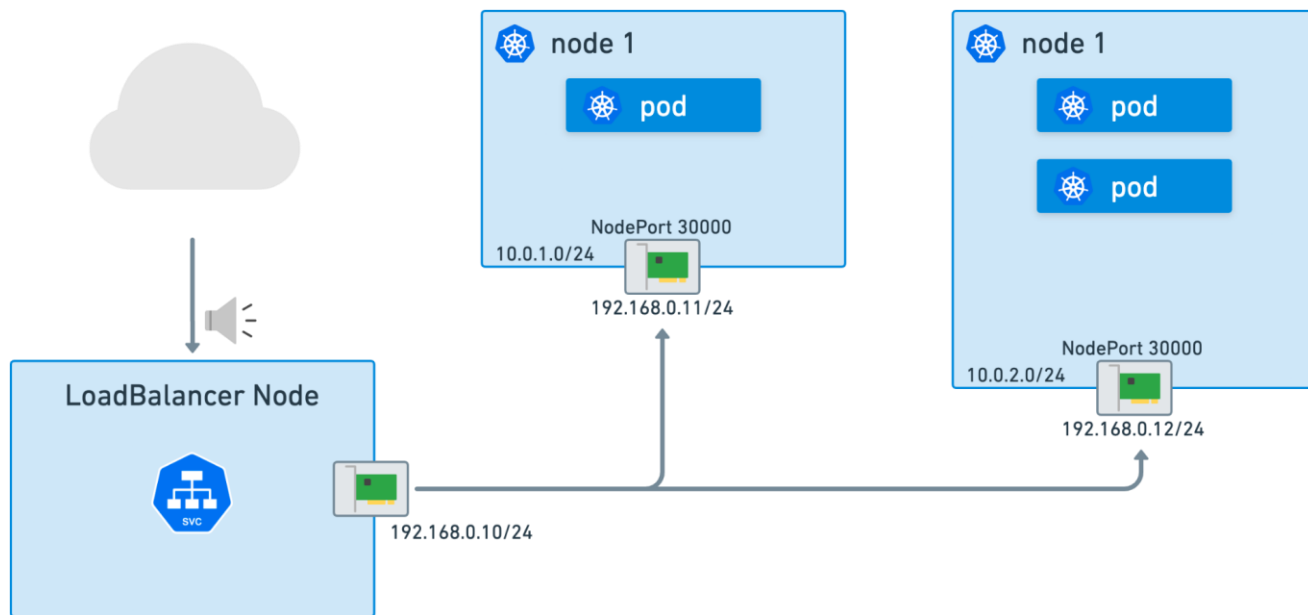 node 1
pod
NodePort 30000
10.0.1.0/24
192.168.0.11/24
node 1
pod
pod
NodePort 30000
10.0.2.0/24
192.168.0.12/24
LoadBalancer Node
SVC
192.168.0.10/24